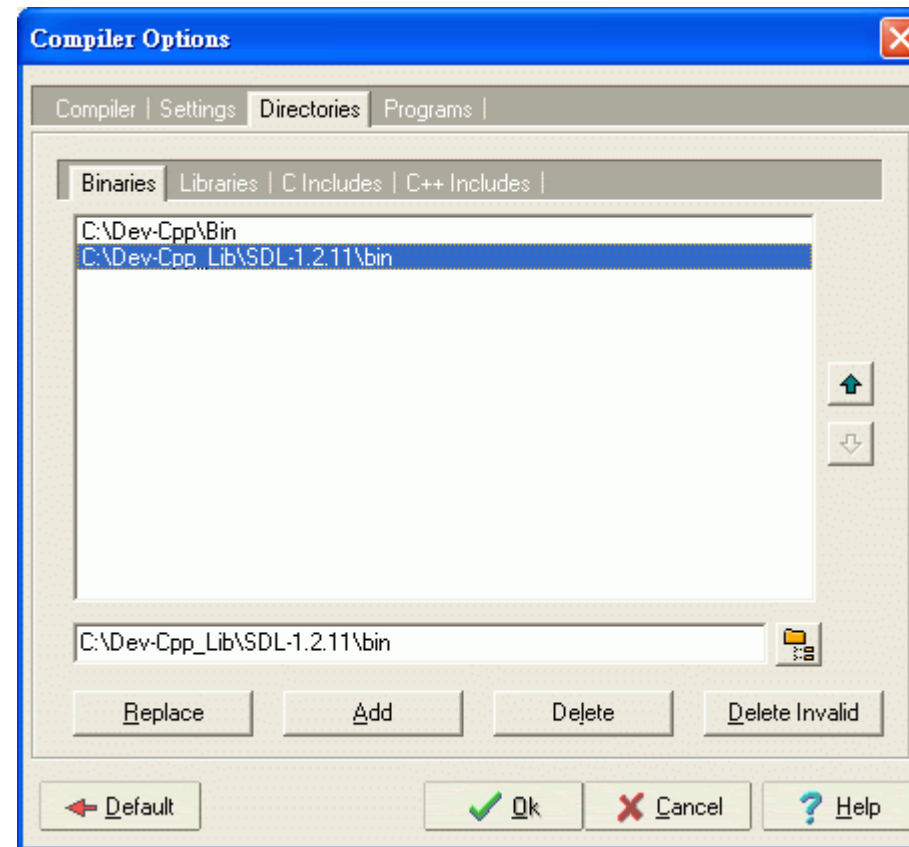 Compiler Options
Compiler | Settings Directories Programs |
Binaries Libraries | C Includes | C++ Includes |
C:\Dev-Cpp\Bin
C:\Dev-Cpp_Lib\SDL-1.2.11\bin
C:\Dev-Cpp_Lib\SDL-1.2.11\bin
Replace Add Delete Delete Invalid
Default Ok Cancel Help